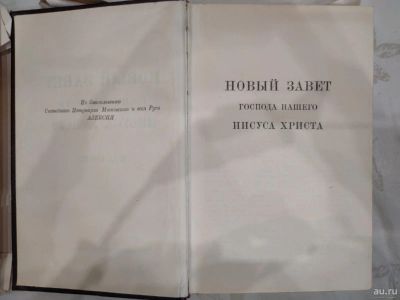 По благословению
Святейшего Патриарха Московского и всея Руси
АЛЕКСИЯ
НОВЫЙ ЗАВЕТ
ГОСПОДА НАШЕГО
ИИСУСА ХРИСТА
au.ru